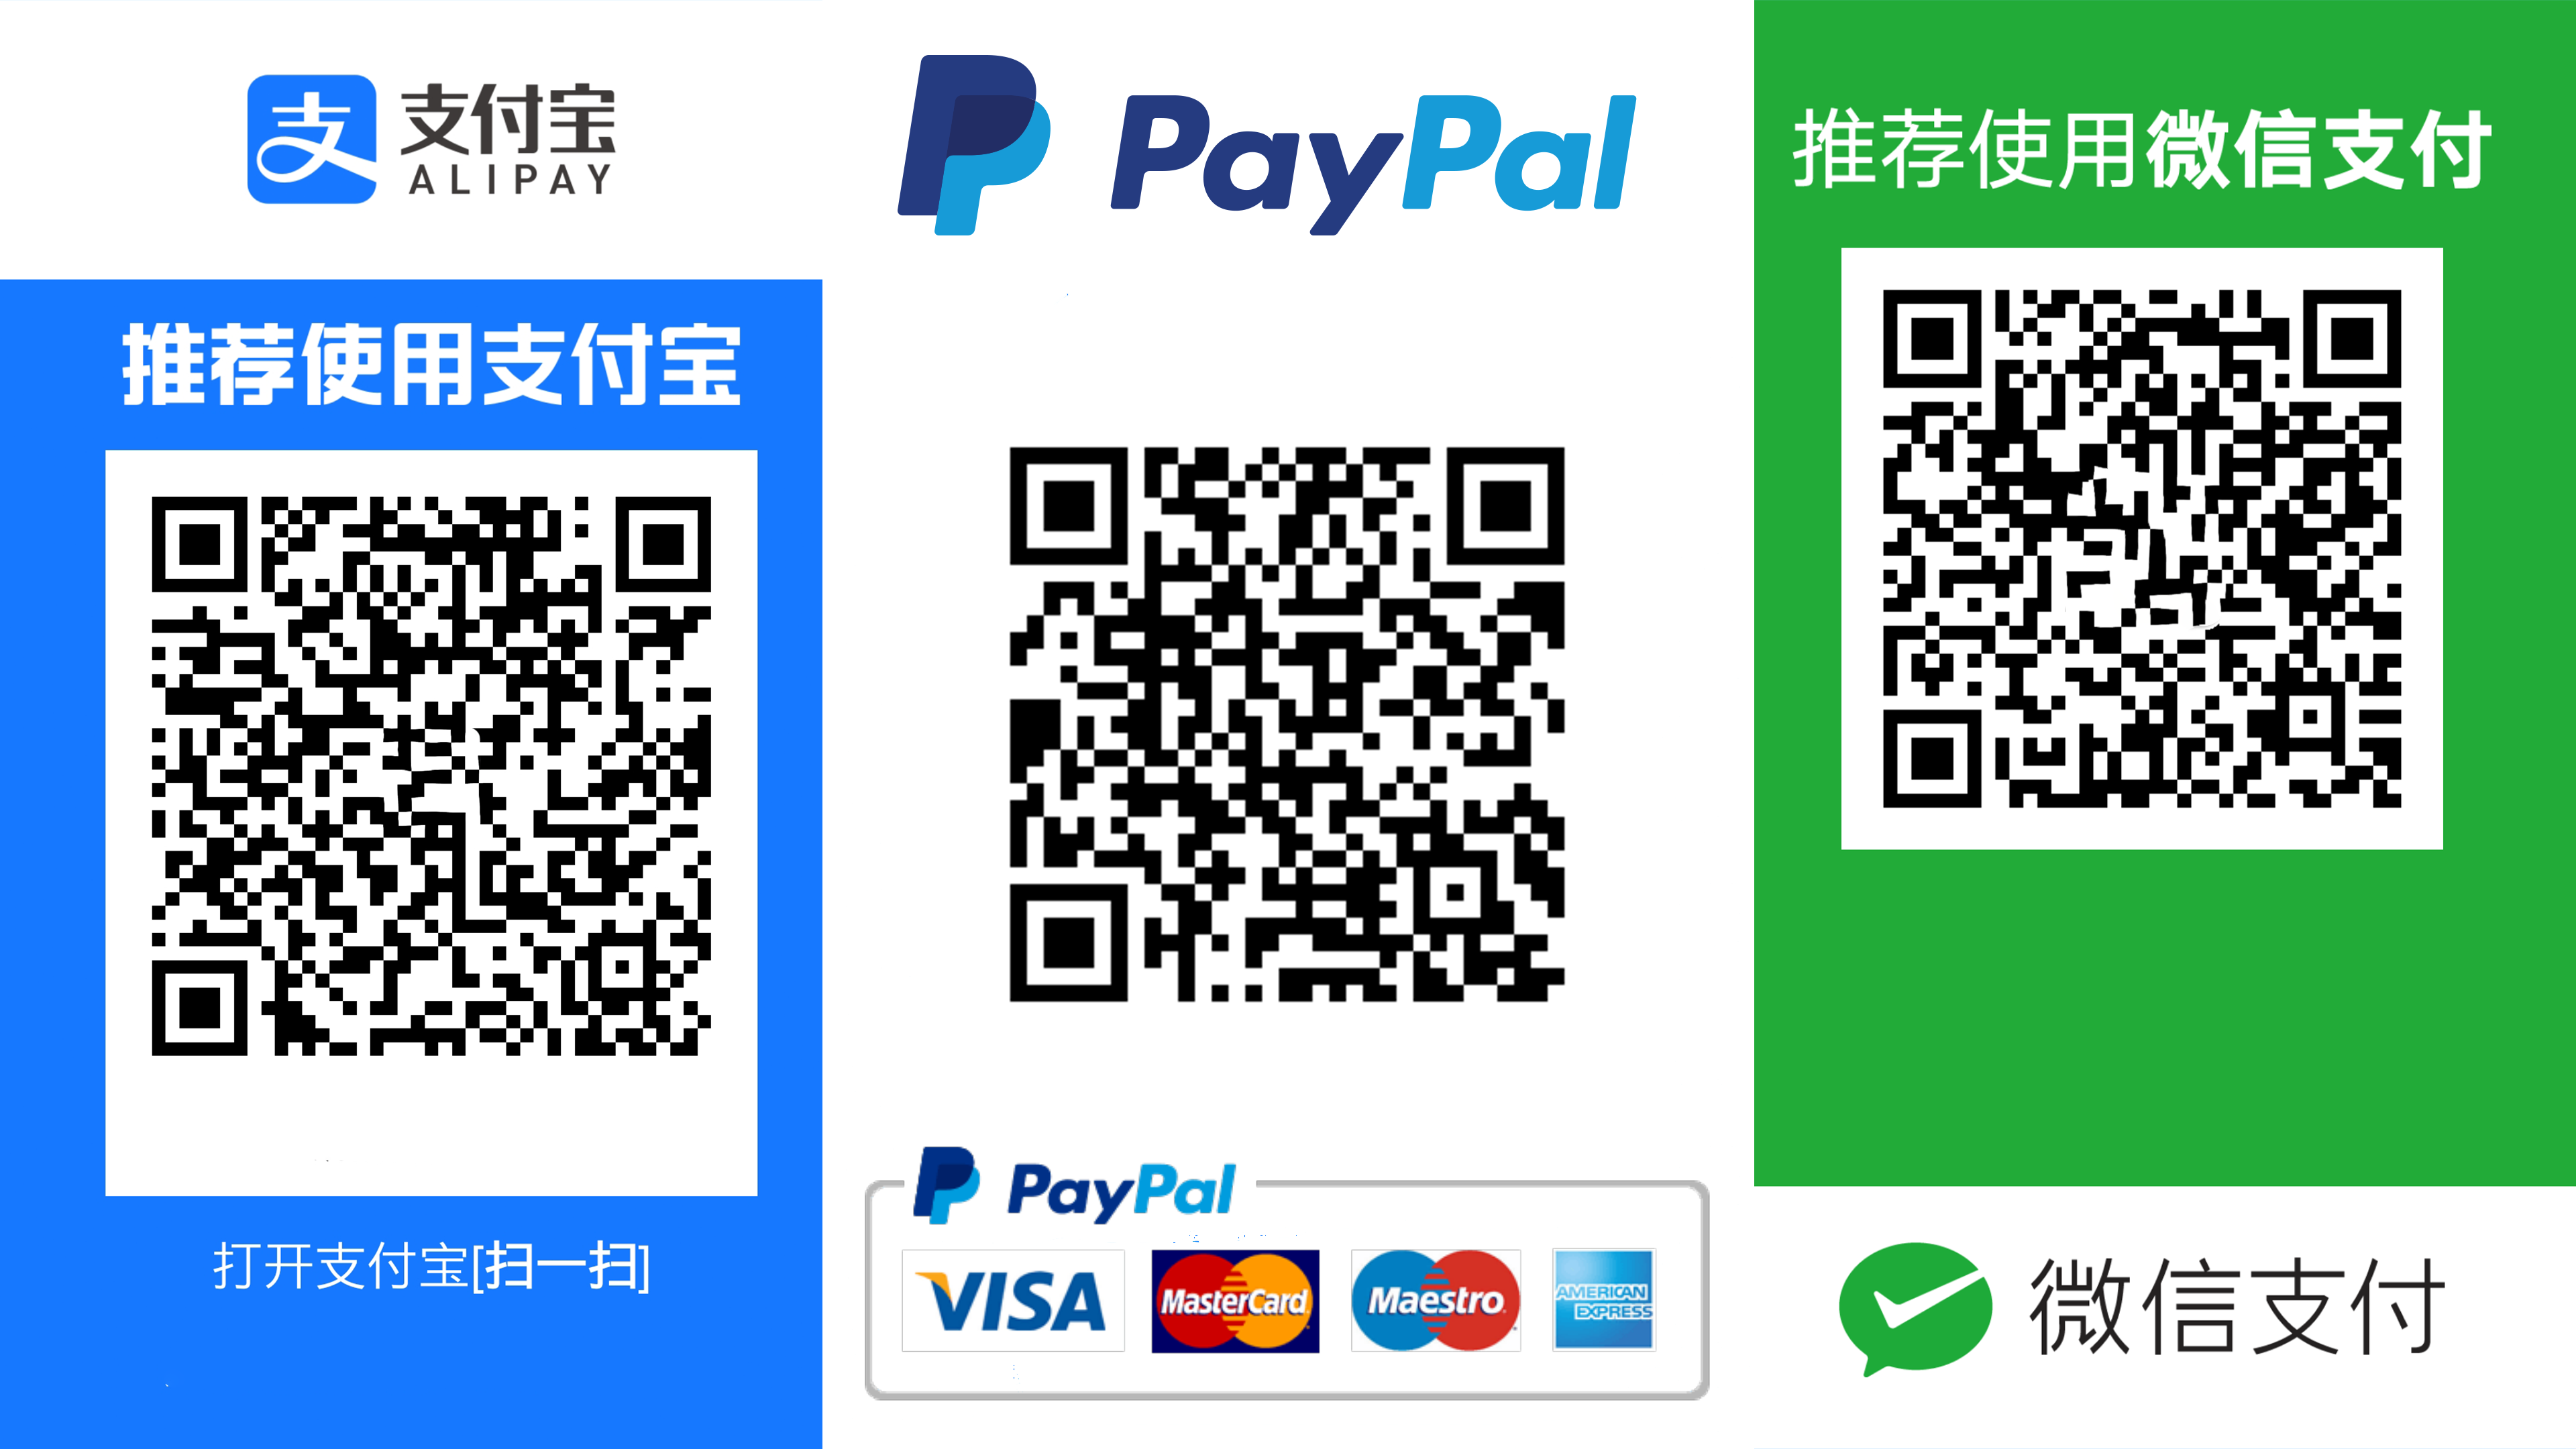 支
支付宝
ALIPAY
推荐使用支付宝
打开支付宝[扫一扫]
PayPal
PayPal
VISA
MasterCard
Maestro
AMERICAN
EXPRESS
推荐使用微信支付
微信支付